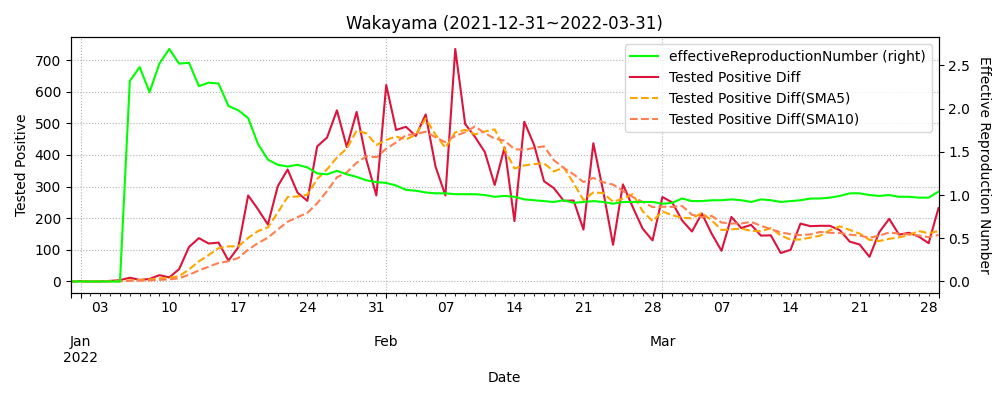 Wakayama (2021-12-31~2022-03-31)
effectiveReproductionNumber (right)
Tested Positive Diff
Tested Positive Diff(SMA5)
Tested Positive Diff(SMA10)
Tested Positive
700
600
500
400
300
200
100
0
Effective Reproduction Number
2.5
2.0
1.5
1.0
0.5
0.0
03 10 17 24 31 07 14 21 28 07 14 21 28
Jan Feb Mar
2022
Date